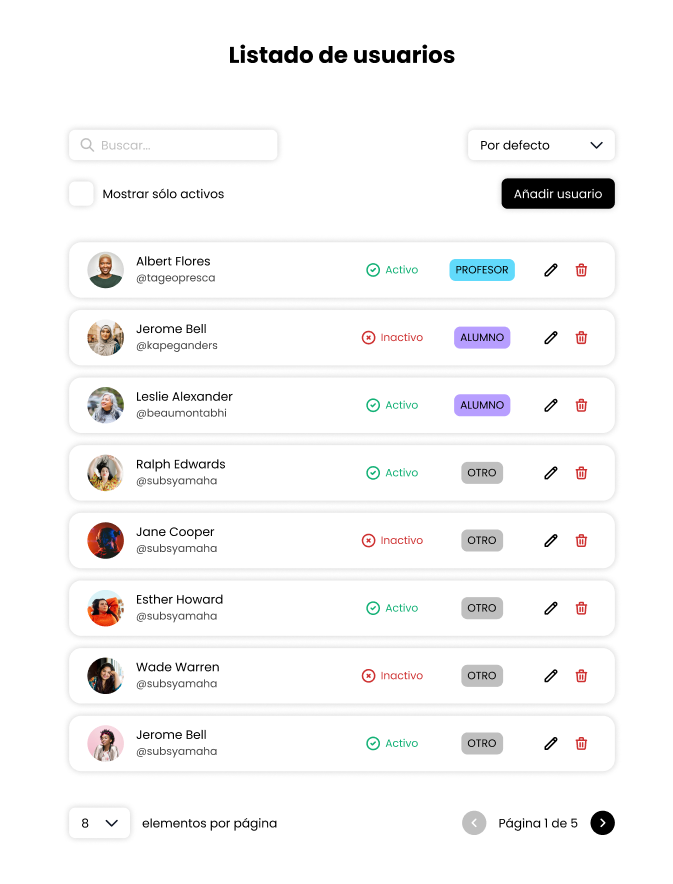 Listado de usuarios
Buscar...
Por defecto
Mostrar sólo activos
Añadir usuario
Albert Flores
@tageopresca
Activo
PROFESOR
Jerome Bell
@kapeganders
Inactivo
ALUMNO
Leslie Alexander
@beaumontabhi
Activo
ALUMNO
Ralph Edwards
@subsyamaha
Activo
OTRO
Jane Cooper
@subsyamaha
Inactivo
OTRO
Esther Howard
@subsyamaha
Activo
OTRO
Wade Warren
@subsyamaha
Inactivo
OTRO
Jerome Bell
@subsyamaha
Activo
OTRO
8
elementos por página
Página 1 de 5